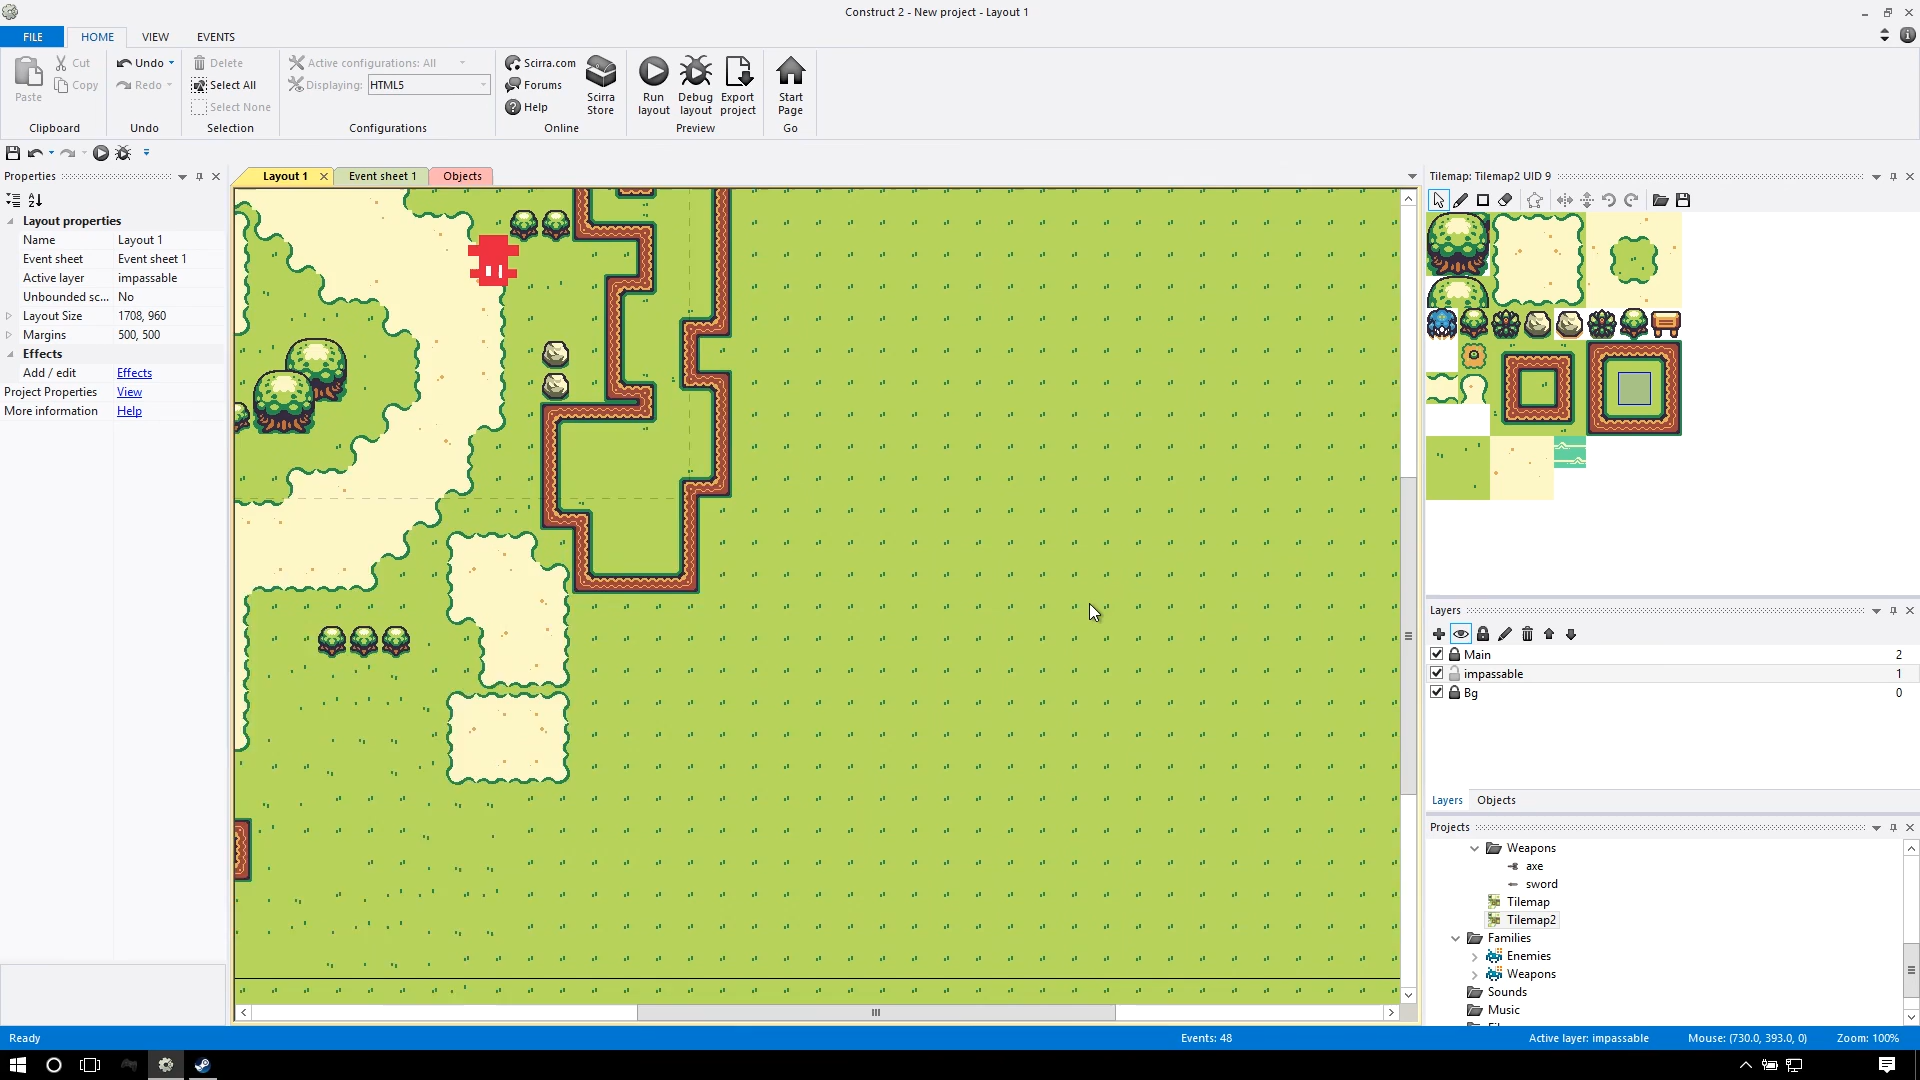 Construct 2 - New project - Layout 1
FILE HOME VIEW EVENTS
Paste
Cut
Copy
Clipboard
Undo
Redo
Undo
Delete
Select All
Select None
Selection
Active configurations: All
Displaying: HTML5
Configurations
Scirra.com
Forums
Help
Scirra Store
Online
Run layout
Debug layout
Export project
Preview
Start Page
Go
Properties
Layout 1
Event sheet 1
Objects
Layout properties
Name Layout 1
Event sheet Event sheet 1
Active layer impassable
Unbounded sc... No
Layout Size 1708, 960
Margins 500, 500
Effects
Add / edit Effects
Project Properties View
More information Help
Tilemap: Tilemap2 UID 9
Layers
Main 2
impassable 1
Bg 0
Layers Objects
Projects
Weapons
axe
sword
Tilemap
Tilemap2
Families
Enemies
Weapons
Sounds
Music
Ready
Events: 48
Active layer: impassable
Mouse: (730.0, 393.0, 0)
Zoom: 100%